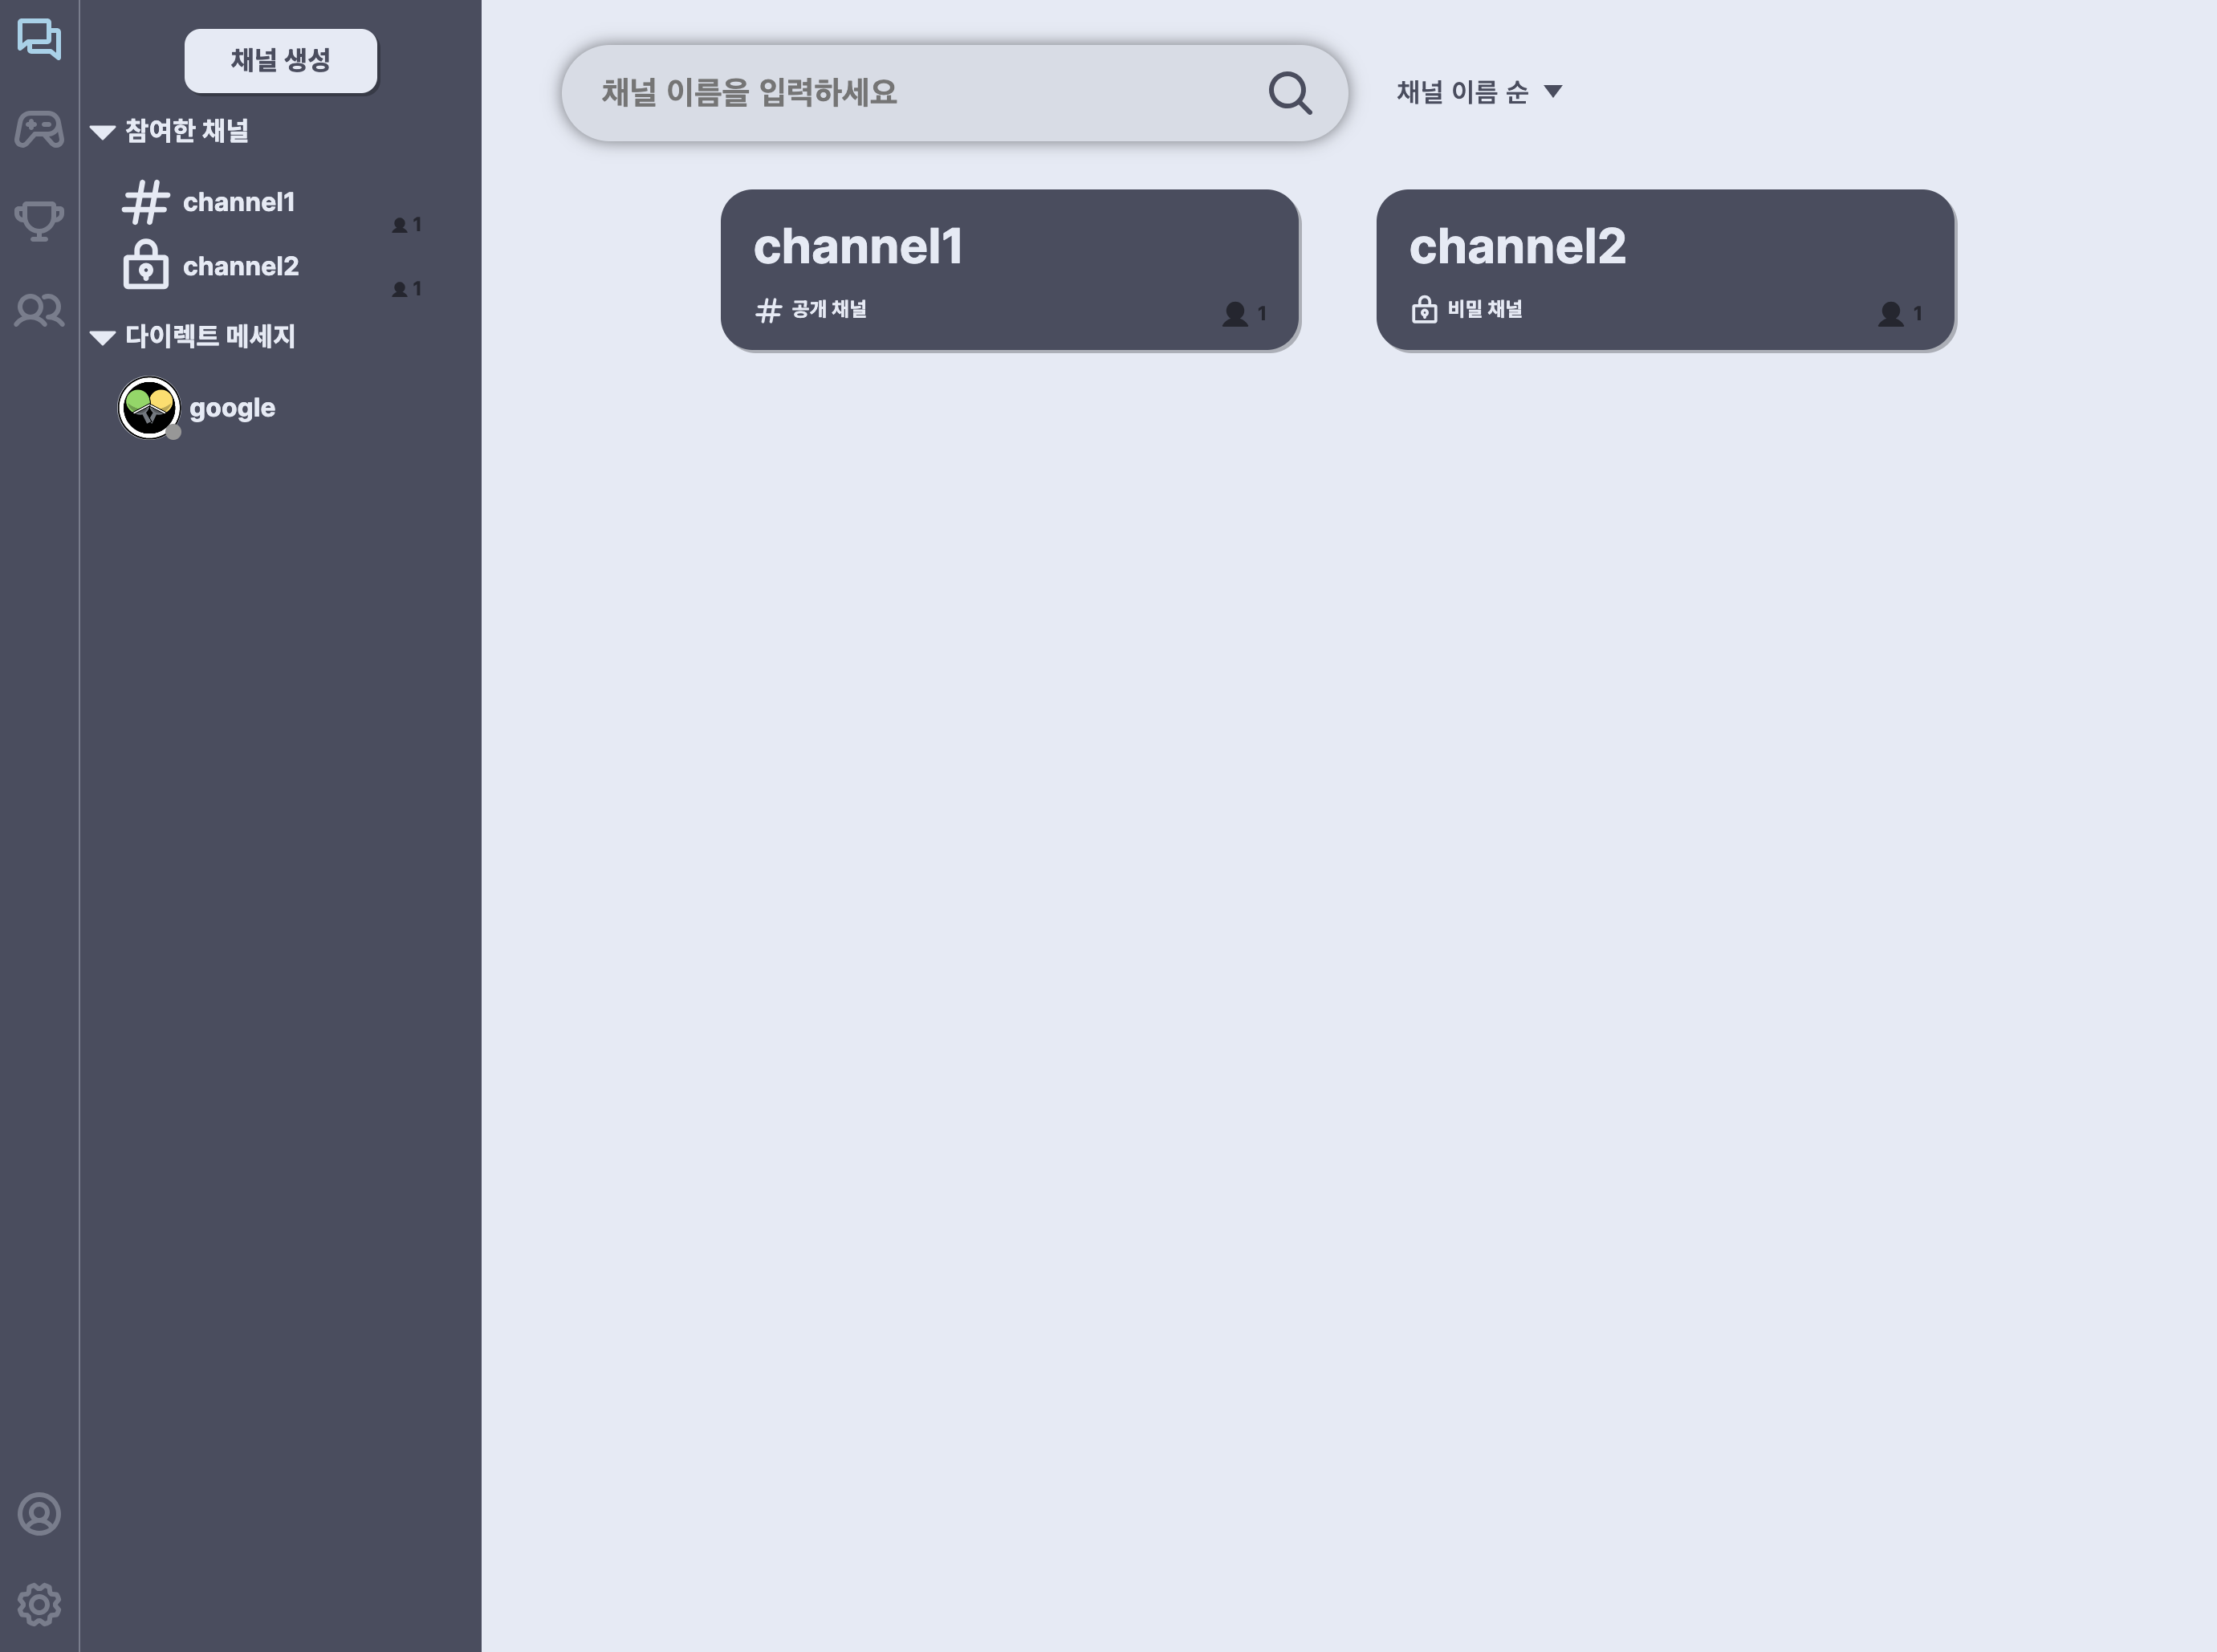 채널 생성
참여한 채널
channel1
1
channel2
1
다이렉트 메세지
google
채널 이름을 입력하세요
채널 이름 순
channel1
공개 채널
1
channel2
비밀 채널
1